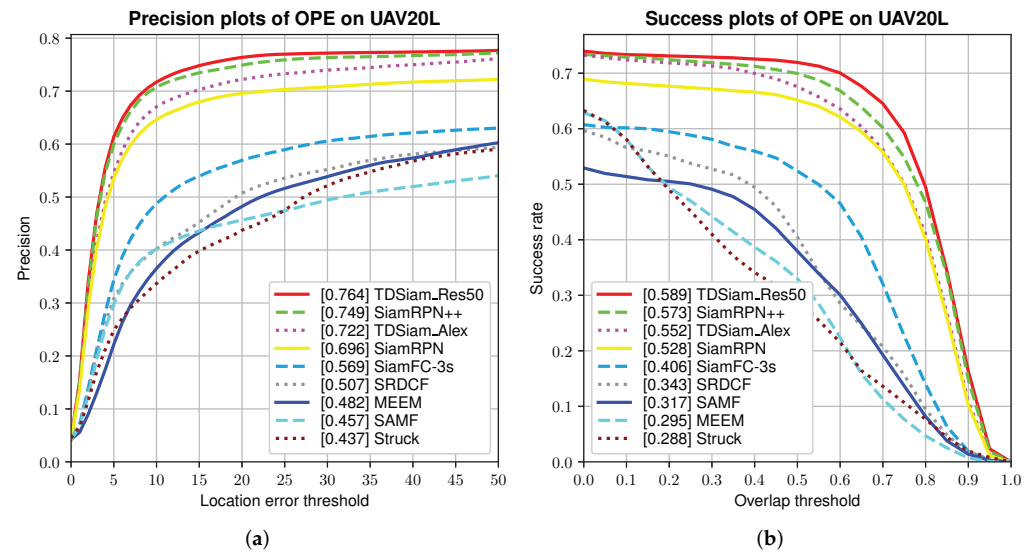 Precision plots of OPE on UAV20L
0.8
0.7
0.6
0.5
0.4
0.3
0.2
0.1
0.0
Precision
[0.764] TDSiam_Res50
[0.749] SiamRPN++
[0.722] TDSiam_Alex
[0.696] SiamRPN
[0.569] SiamFC-3s
[0.507] SRDCF
[0.482] MEEM
[0.457] SAMF
[0.437] Struck
0 5 10 15 20 25 30 35 40 45 50
Location error threshold
(a)
Success plots of OPE on UAV20L
0.7
0.6
0.5
0.4
0.3
0.2
0.1
0.0
Success rate
[0.589] TDSiam_Res50
[0.573] SiamRPN++
[0.552] TDSiam_Alex
[0.528] SiamRPN
[0.406] SiamFC-3s
[0.343] SRDCF
[0.317] SAMF
[0.295] MEEM
[0.288] Struck
0.0 0.1 0.2 0.3 0.4 0.5 0.6 0.7 0.8 0.9 1.0
Overlap threshold
(b)